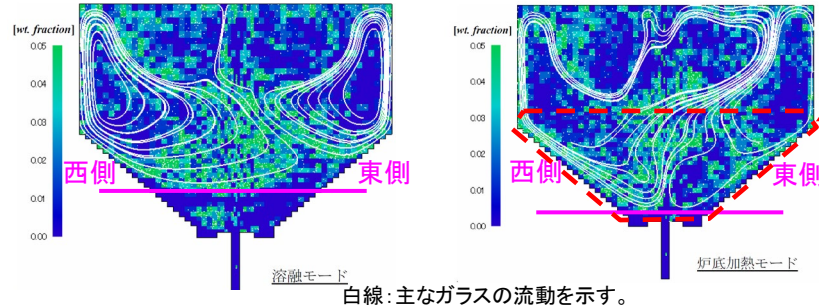 [wt. fraction]
0.05
0.04
0.03
0.02
0.01
0.00
西側
東側
溶融モード
[wt. fraction]
0.05
0.04
0.03
0.02
0.01
0.00
西側
東側
炉底加熱モード
白線:主なガラスの流動を示す。